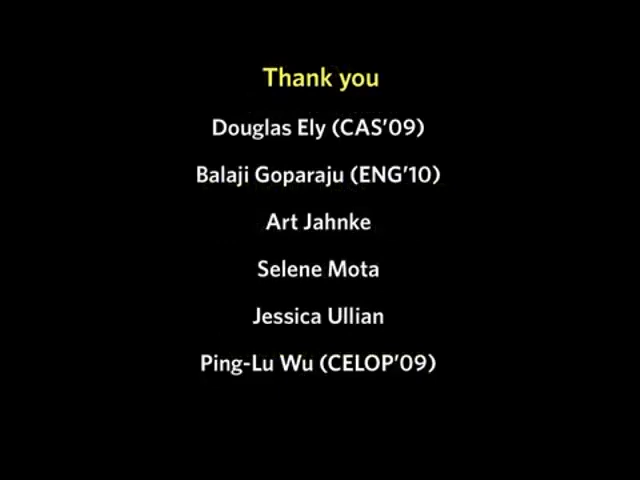 Thank you
Douglas Ely (CAS'09)
Balaji Goparaju (ENG'10)
Art Jahnke
Selene Mota
Jessica Ullian
Ping-Lu Wu (CELOP'09)